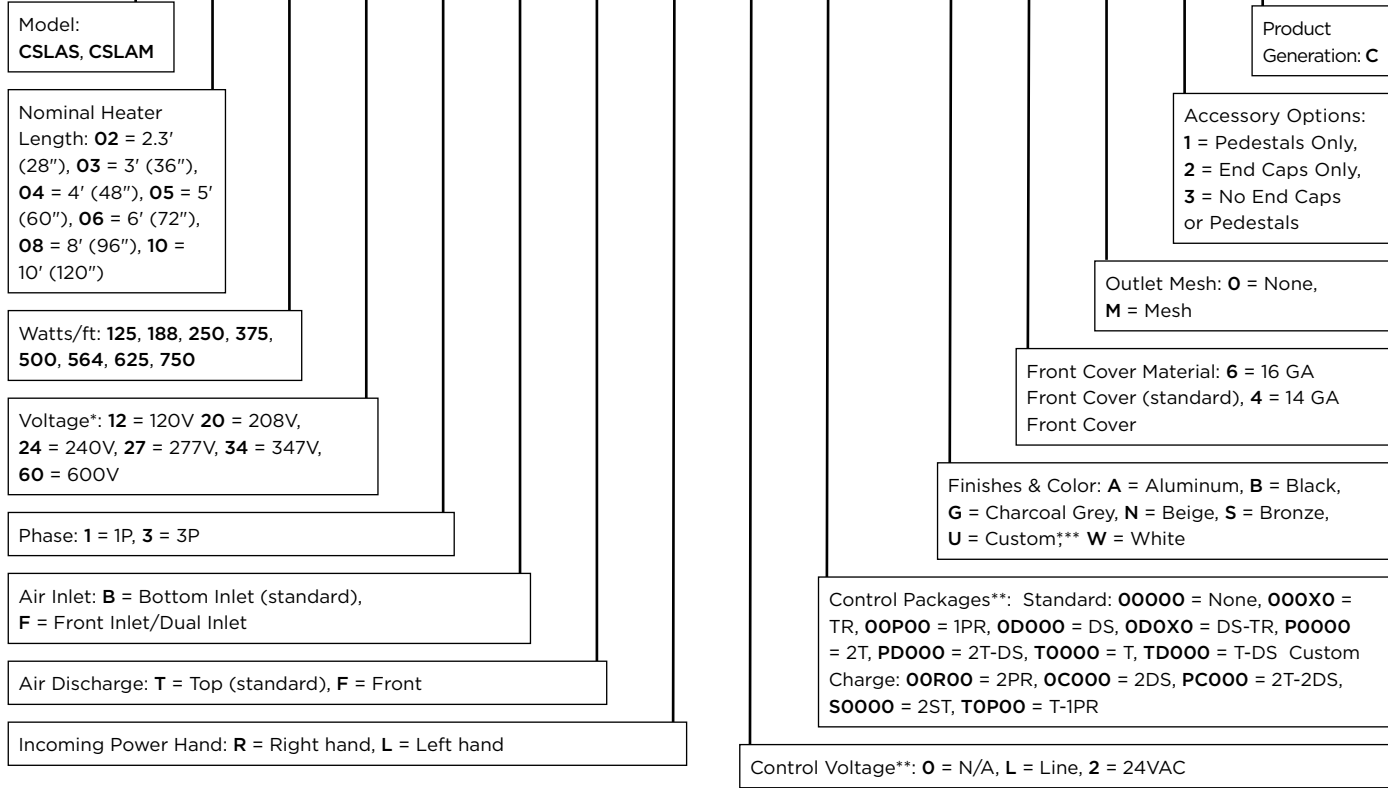 Model:
CSLAS, CSLAM
Nominal Heater
Length: 02 = 2.3'
(28"), 03 = 3' (36"),
04 = 4' (48"), 05 = 5'
(60"), 06 = 6' (72"),
08 = 8' (96"), 10 =
10' (120")
Watts/ft: 125, 188, 250, 375,
500, 564, 625, 750
Voltage*: 12 = 120V 20 = 208V,
24 = 240V, 27 = 277V, 34 = 347V,
60 = 600V
Phase: 1 = 1P, 3 = 3P
Air Inlet: B = Bottom Inlet (standard),
F = Front Inlet/Dual Inlet
Air Discharge: T = Top (standard), F = Front
Incoming Power Hand: R = Right hand, L = Left hand
Product
Generation: C
Accessory Options:
1 = Pedestals Only,
2 = End Caps Only,
3 = No End Caps
or Pedestals
Outlet Mesh: 0 = None,
M = Mesh
Front Cover Material: 6 = 16 GA
Front Cover (standard), 4 = 14 GA
Front Cover
Finishes & Color: A = Aluminum, B = Black,
G = Charcoal Grey, N = Beige, S = Bronze,
U = Custom,*** W = White
Control Packages**: Standard: 00000 = None, 000X0 =
TR, 00P00 = 1PR, 0D000 = DS, 0D0X0 = DS-TR, P0000
= 2T, PD000 = 2T-DS, T0000 = T, TD000 = T-DS Custom
Charge: 00R00 = 2PR, 0C000 = 2DS, PC000 = 2T-2DS,
S0000 = 2ST, T0P00 = T-1PR
Control Voltage**: 0 = N/A, L = Line, 2 = 24VAC